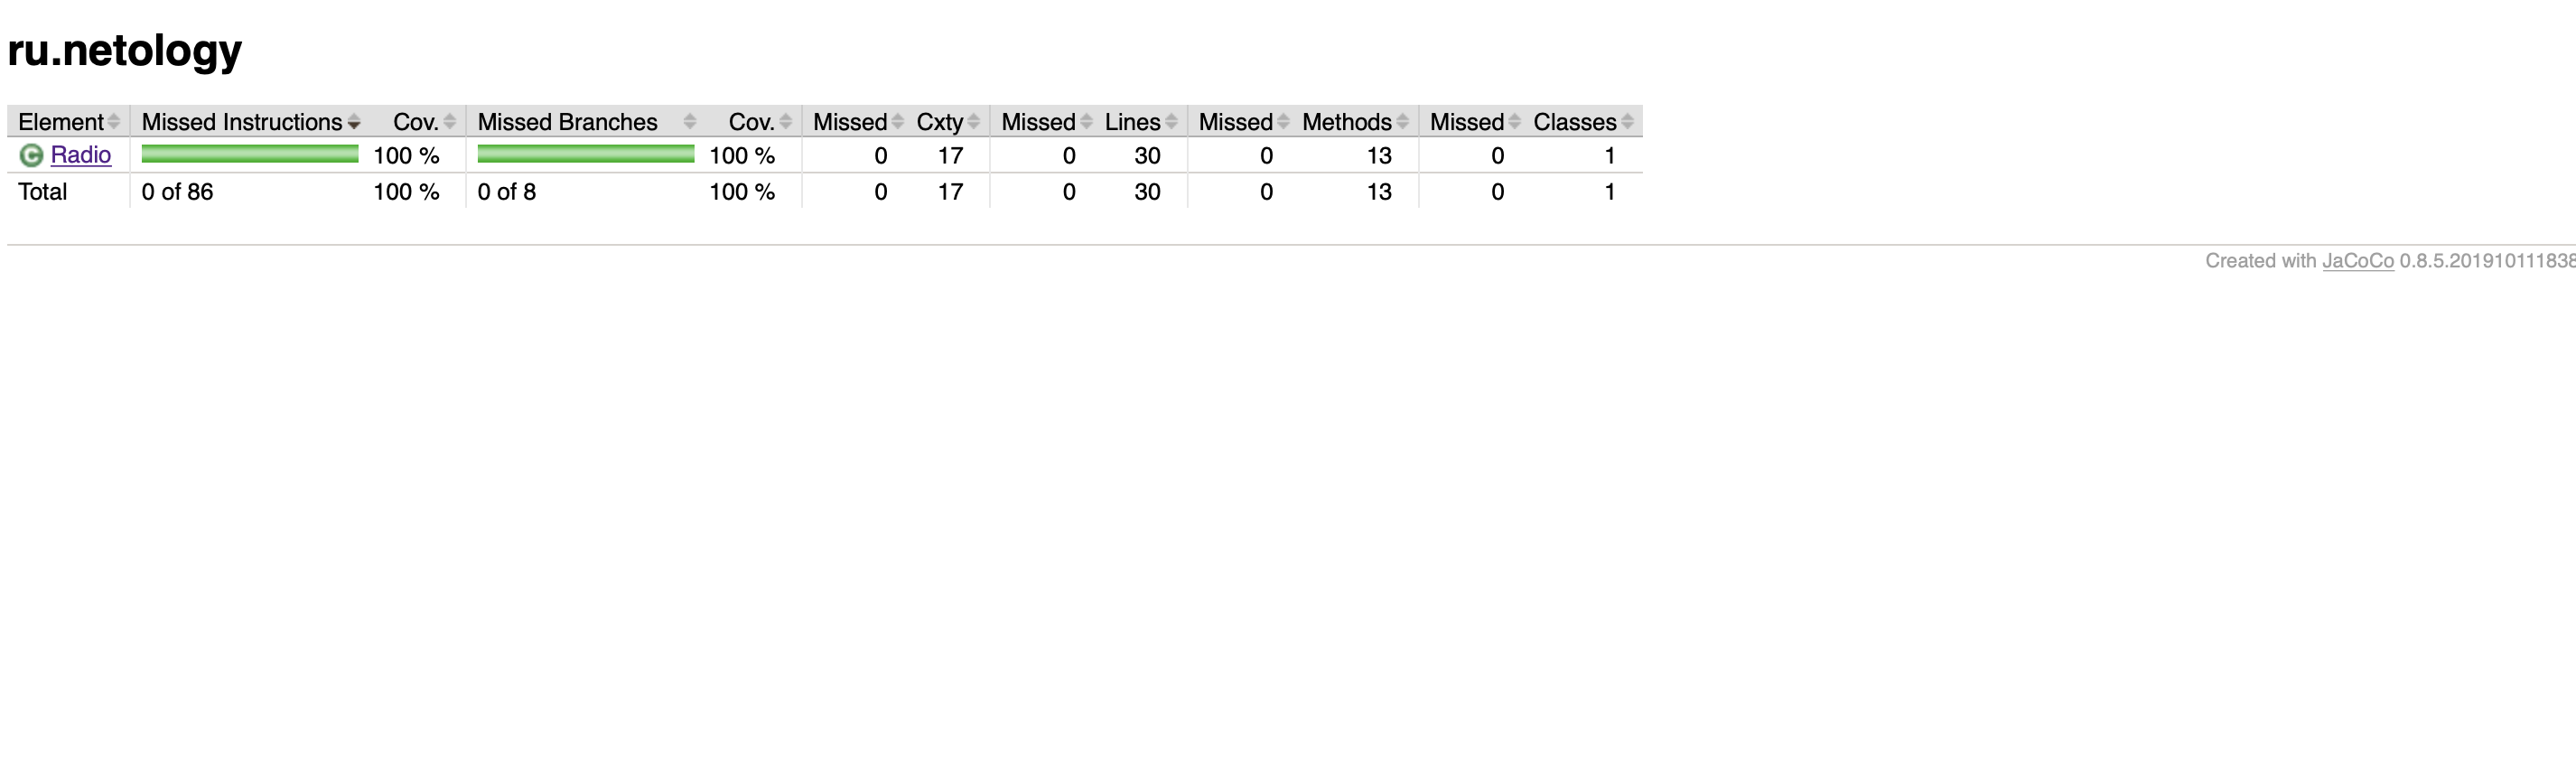 ru.netology
Element Missed Instructions Cov. Missed Branches Cov. Missed Cxty Missed Lines Missed Methods Missed Classes
C Radio 100 % 100 % 0 17 0 30 0 13 0 1
Total 0 of 86 100 % 0 of 8 100 % 0 17 0 30 0 13 0 1
Created with JaCoCo 0.8.5.201910111838